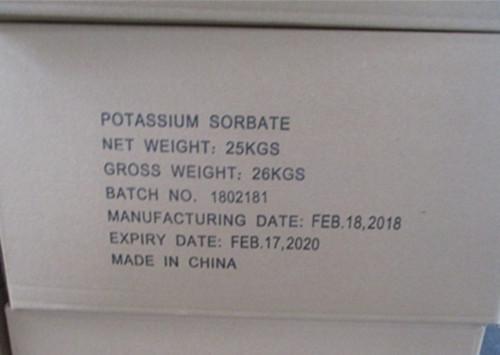 POTASSIUM SORBATE
NET WEIGHT: 25KGS
GROSS WEIGHT: 26KGS
BATCH NO. 1802181
MANUFACTURING DATE: FEB.18,2018
EXPIRY DATE: FEB.17,2020
MADE IN CHINA